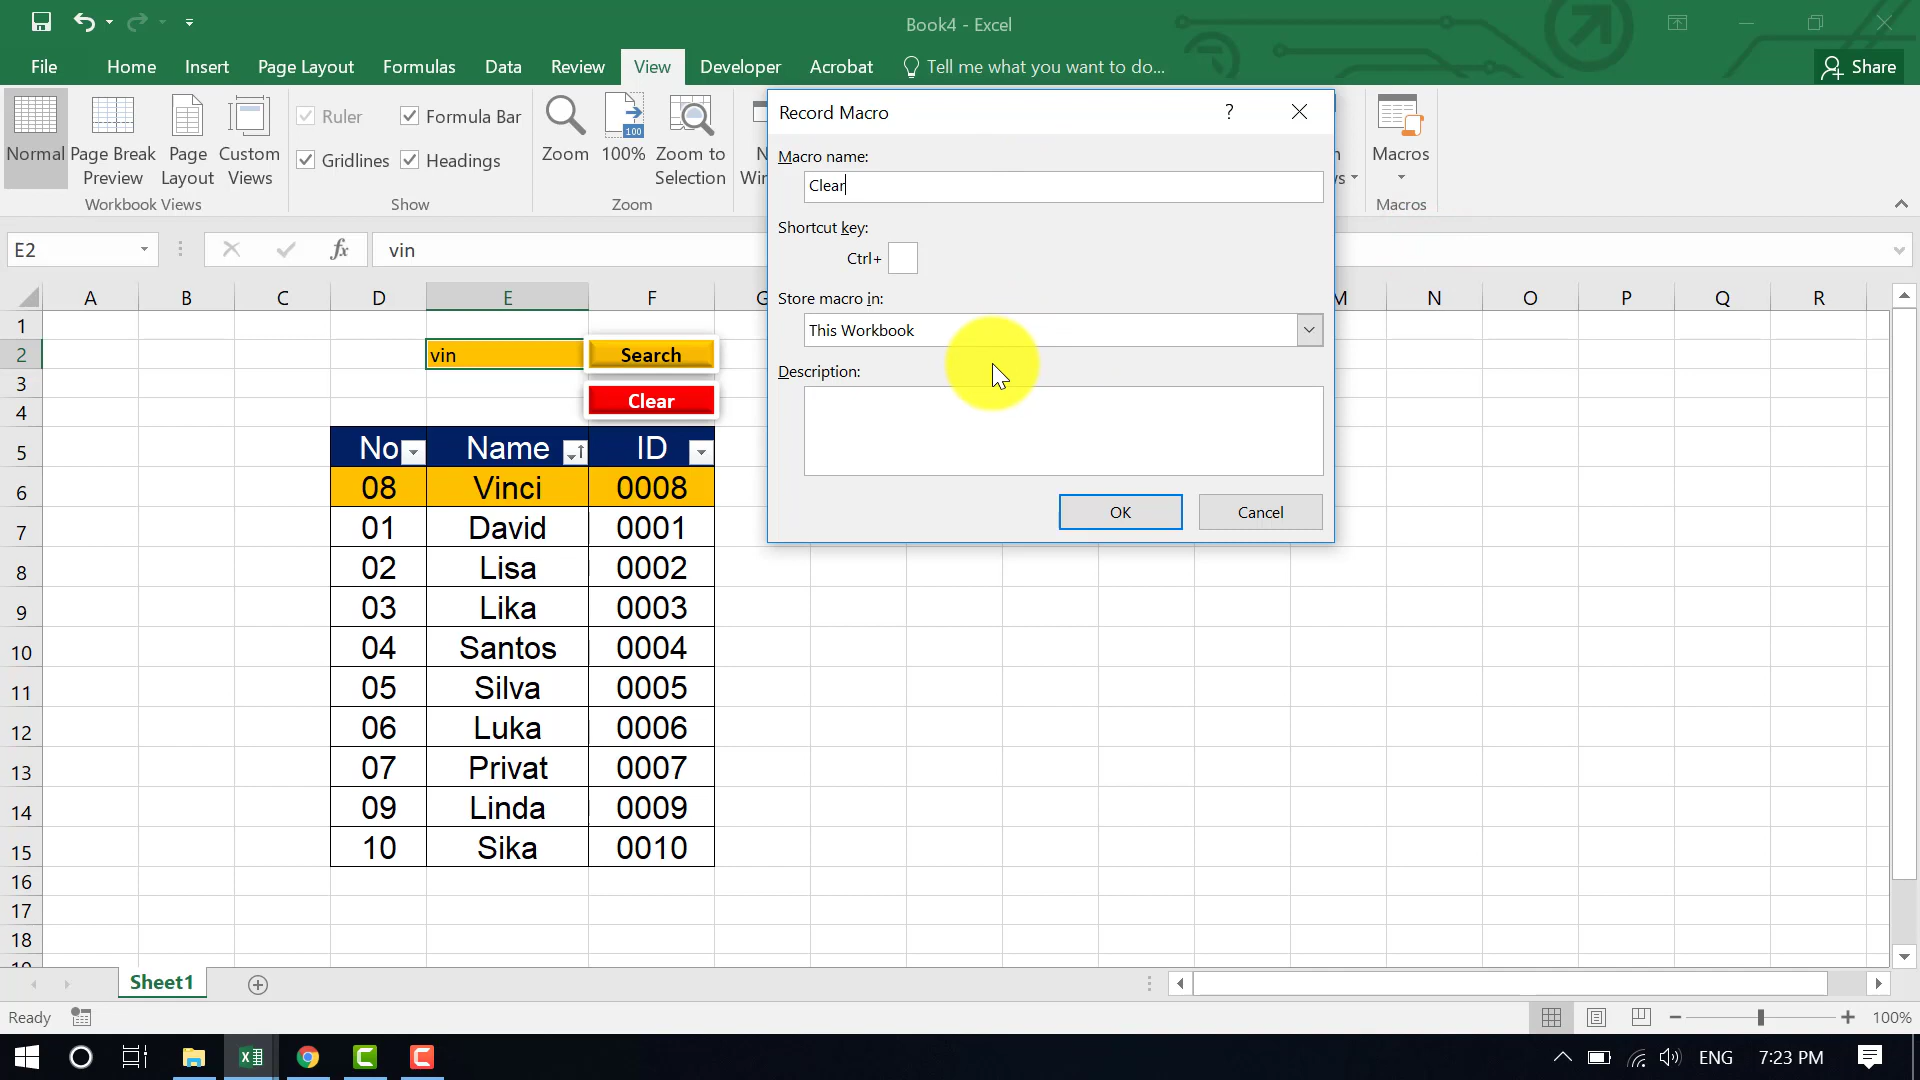 Book4 - Excel
File Home Insert Page Layout Formulas Data Review View Developer Acrobat Tell me what you want to do... Share
Normal Page Break Preview Page Layout Custom Views
Workbook Views
Ruler Formula Bar
Gridlines Headings
Show
Zoom 100% Zoom to Selection
100
Zoom
Macros
Macros
Record Macro ?
Macro name:
Clear
Shortcut key:
Ctrl+
Store macro in:
This Workbook
Description:
OK Cancel
E2 fx vin
A B C D E F G M N O P Q R
1
2 vin Search
3
4 Clear
5 No Name ID
6 08 Vinci 0008
7 01 David 0001
8 02 Lisa 0002
9 03 Lika 0003
10 04 Santos 0004
11 05 Silva 0005
12 06 Luka 0006
13 07 Privat 0007
14 09 Linda 0009
15 10 Sika 0010
16
17
18
Sheet1
Ready 100%
ENG 7:23 PM